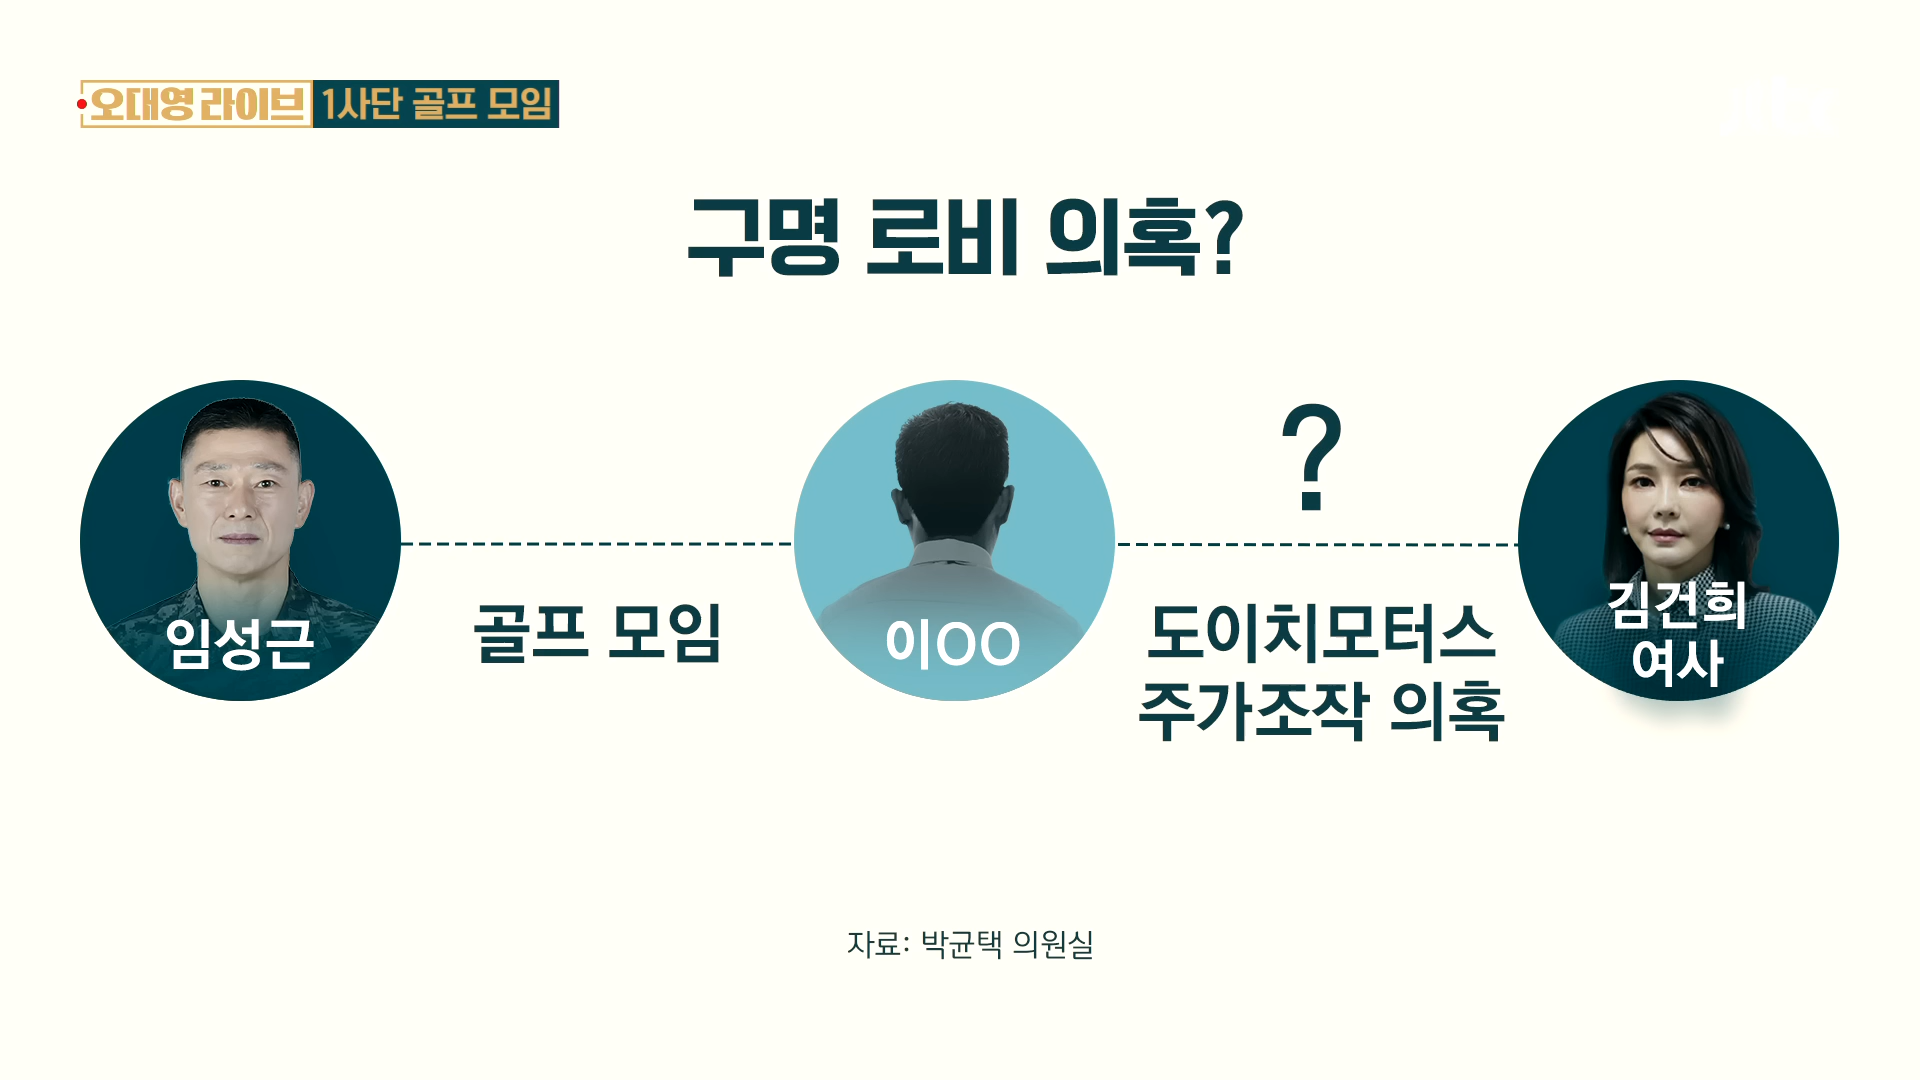 오대영 라이브 1사단 골프 모임
jtbc
구명 로비 의혹?
?
임성근
골프 모임
이OO
도이치모터스
주가조작 의혹
김건희
여사
자료: 박균택 의원실